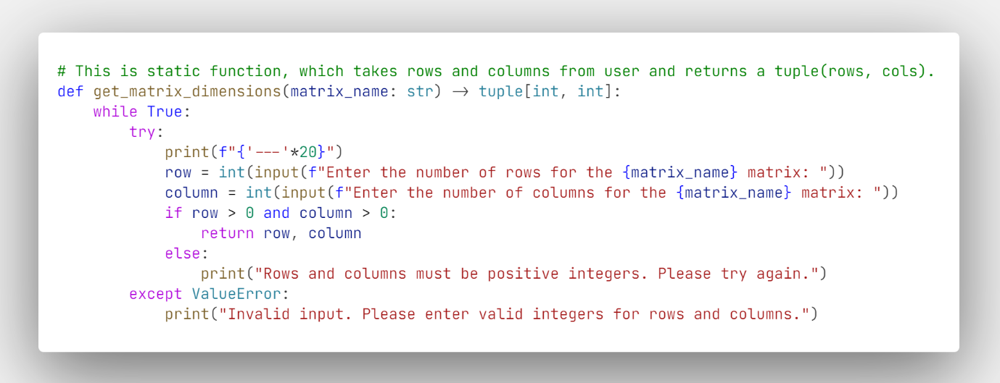 # This is static function, which takes rows and columns from user and returns a tuple(rows, cols).
def get_matrix_dimensions(matrix_name: str) -> tuple[int, int]:
    while True:
        try:
            print(f"{'---'*20}")
            row = int(input(f"Enter the number of rows for the {matrix_name} matrix: "))
            column = int(input(f"Enter the number of columns for the {matrix_name} matrix: "))
            if row > 0 and column > 0:
                return row, column
            else:
                print("Rows and columns must be positive integers. Please try again.")
        except ValueError:
            print("Invalid input. Please enter valid integers for rows and columns.")